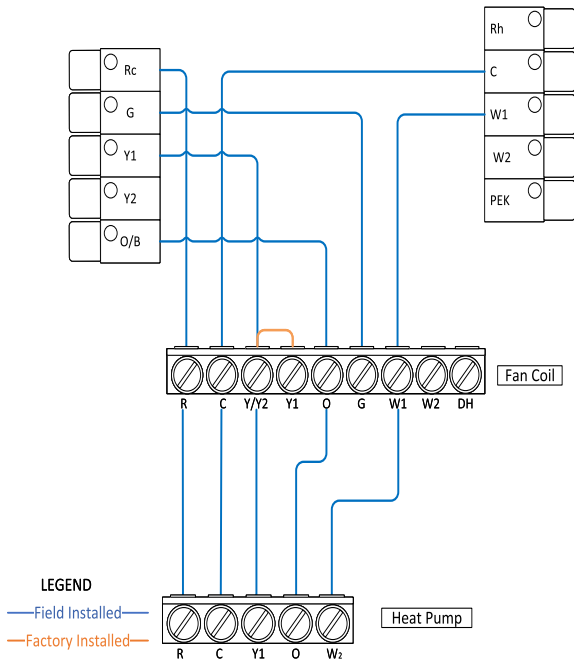 Rc
G
Y1
Y2
O/B
Rh
C
W1
W2
PEK
R C Y/Y2 Y1 O G W1 W2 DH
Fan Coil
LEGEND
Field Installed
Factory Installed
R C Y1 O W2
Heat Pump